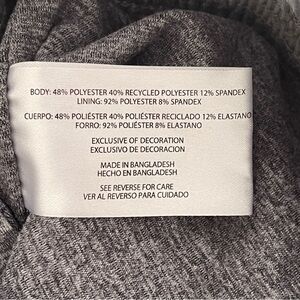 BODY: 48% POLYESTER 40% RECYCLED POLYESTER 12% SPANDEX
LINING: 92% POLYESTER 8% SPANDEX
CUERPO: 48% POLIÉSTER 40% POLIÉSTER RECICLADO 12% ELASTANO
FORRO: 92% POLIÉSTER 8% ELASTANO
EXCLUSIVE OF DECORATION
EXCLUSIVO DE DECORACION
MADE IN BANGLADESH
HECHO EN BANGLADESH
SEE REVERSE FOR CARE
VER AL REVERSO PARA CUIDADO